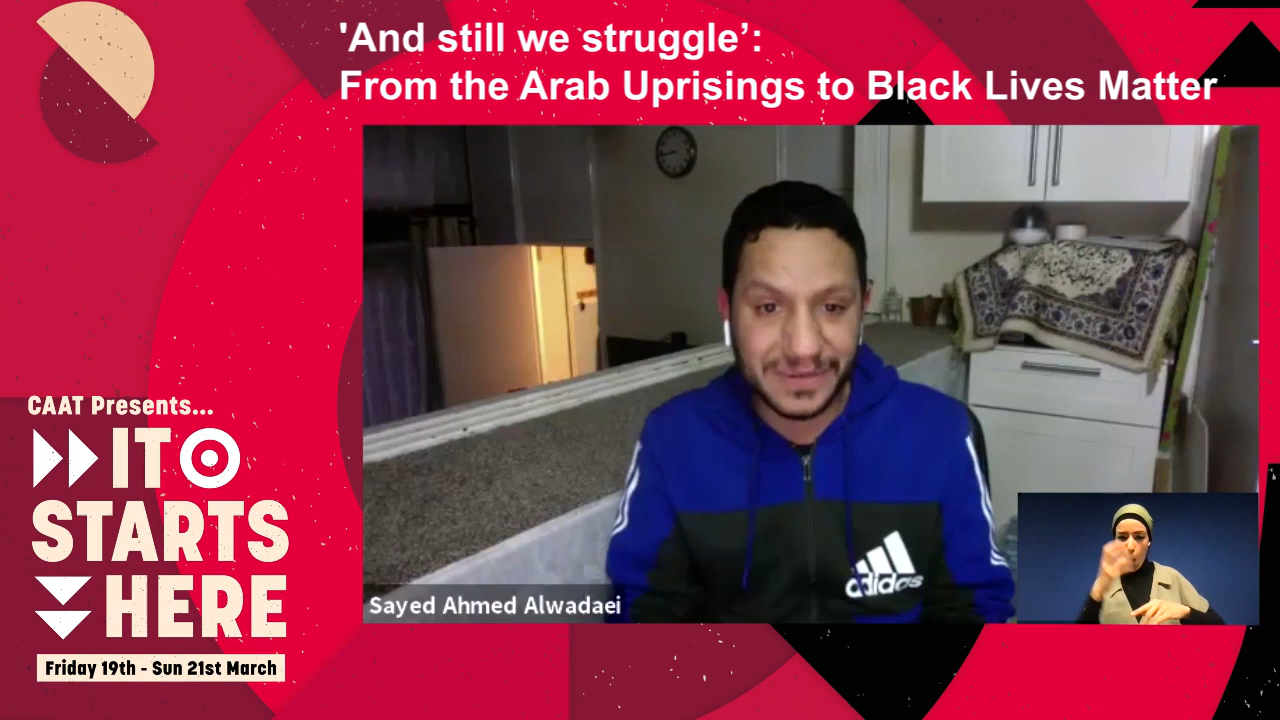 'And still we struggle’:
From the Arab Uprisings to Black Lives Matter
CAAT Presents...
IT
STARTS
HERE
Friday 19th - Sun 21st March
adidas
Sayed Ahmed Alwadaei